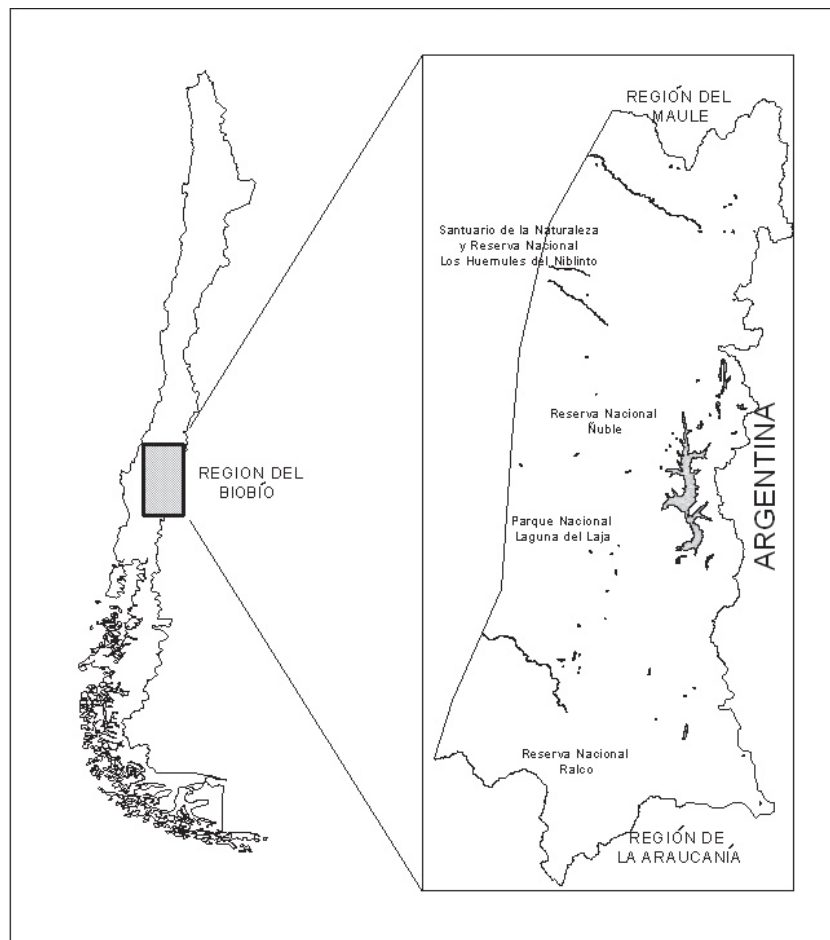 REGIÓN DEL
MAULE
Santuario de la Naturaleza
y Reserva Nacional
Los Huemules del Niblinto
Reserva Nacional
Ñuble
REGION DEL
BIOBÍO
ARGENTINA
Parque Nacional
Laguna del Laja
Reserva Nacional
Ralco
REGIÓN DE
LA ARAUCANÍA